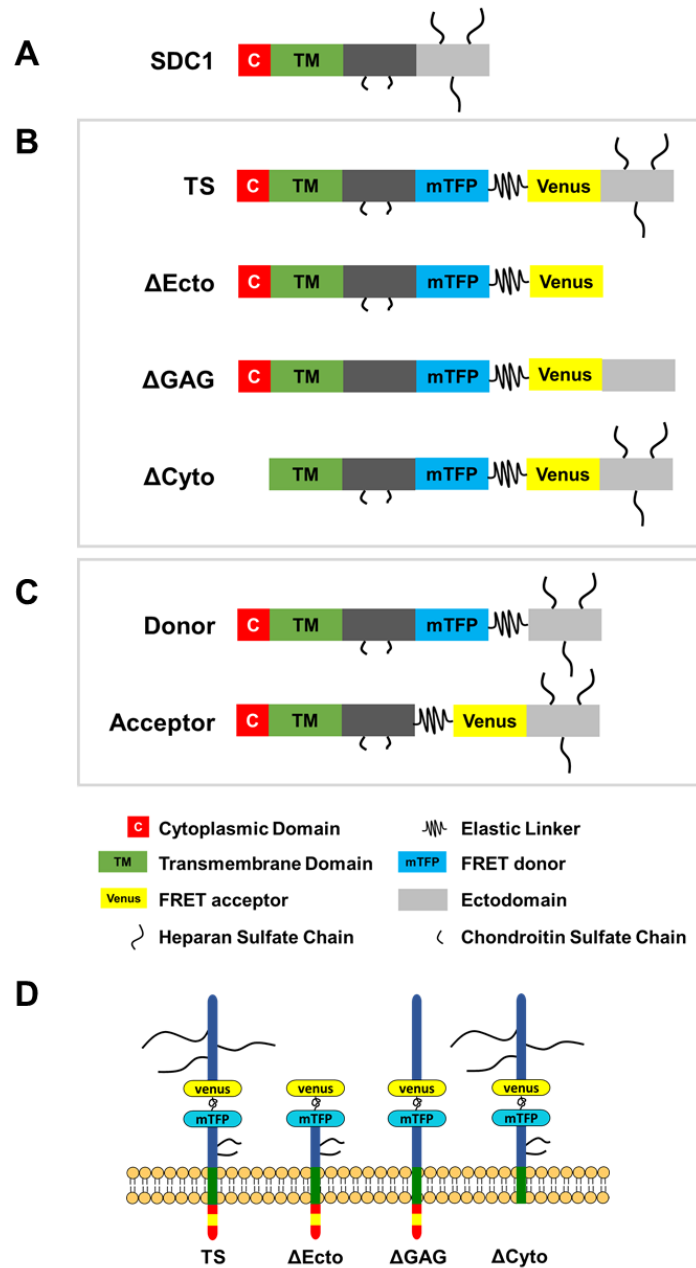 A
SDC1
C TM
B
TS
C TM mTFP Venus
ΔEcto
C TM mTFP Venus
ΔGAG
C TM mTFP Venus
ΔCyto
TM mTFP Venus
C
Donor
C TM mTFP
Acceptor
C TM Venus
C Cytoplasmic Domain
Elastic Linker
TM Transmembrane Domain
mTFP FRET donor
Venus FRET acceptor
Ectodomain
Heparan Sulfate Chain
Chondroitin Sulfate Chain
D
venus venus venus venus
mTFP mTFP mTFP mTFP
TS ΔEcto ΔGAG ΔCyto